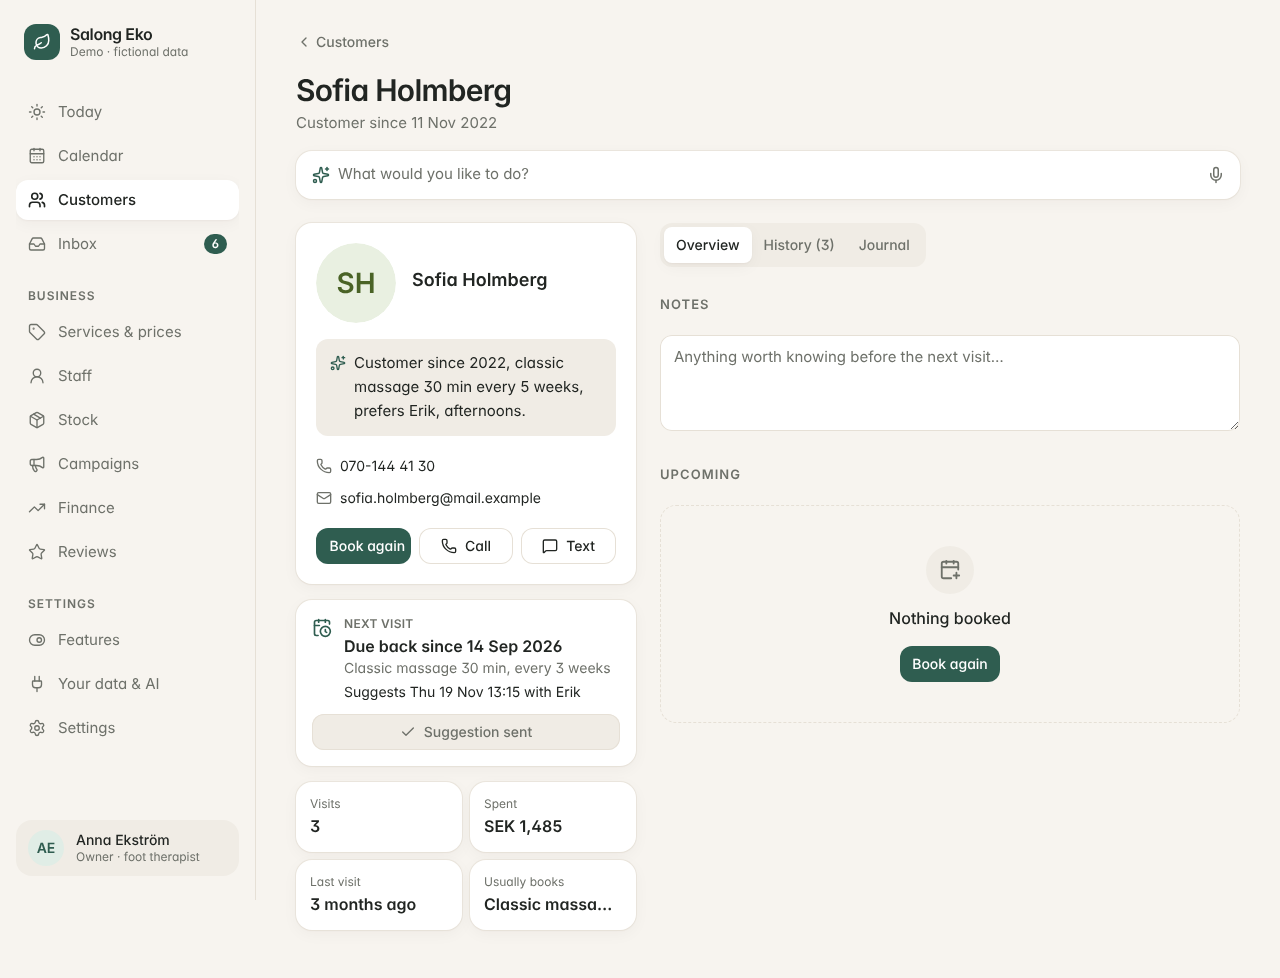 Salong Eko
Demo · fictional data
Today
Calendar
Customers
Inbox
6
BUSINESS
Services & prices
Staff
Stock
Campaigns
Finance
Reviews
SETTINGS
Features
Your data & AI
Settings
AE
Anna Ekström
Owner · foot therapist
Customers
Sofia Holmberg
Customer since 11 Nov 2022
What would you like to do?
SH
Sofia Holmberg
Customer since 2022, classic
massage 30 min every 5 weeks,
prefers Erik, afternoons.
070-144 41 30
sofia.holmberg@mail.example
Book again
Call
Text
NEXT VISIT
Due back since 14 Sep 2026
Classic massage 30 min, every 3 weeks
Suggests Thu 19 Nov 13:15 with Erik
Suggestion sent
Visits
3
Spent
SEK 1,485
Last visit
3 months ago
Usually books
Classic massa...
Overview
History (3)
Journal
NOTES
Anything worth knowing before the next visit...
UPCOMING
Nothing booked
Book again